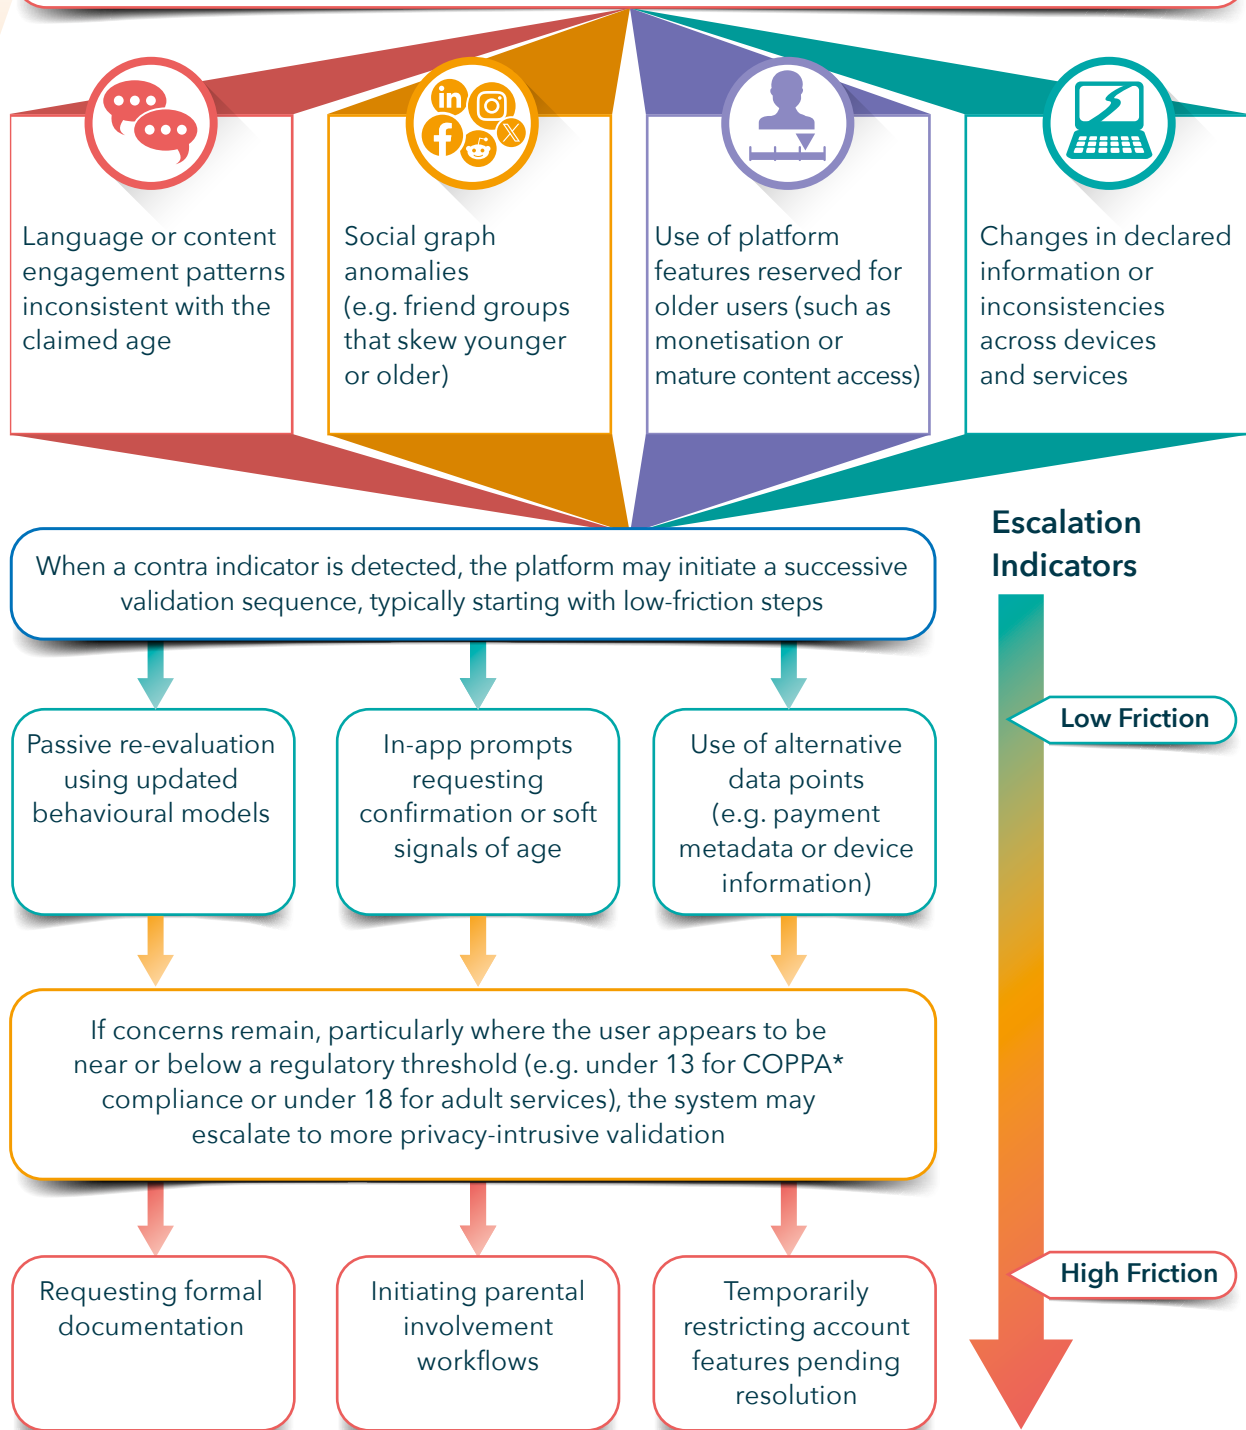 Language or content
engagement patterns
inconsistent with the
claimed age
Social graph
anomalies
(e.g. friend groups
that skew younger
or older)
Use of platform
features reserved for
older users (such as
monetisation or
mature content access)
Changes in declared
information or
inconsistencies
across devices
and services
When a contra indicator is detected, the platform may initiate a successive
validation sequence, typically starting with low-friction steps
Escalation
Indicators
Low Friction
Passive re-evaluation
using updated
behavioural models
In-app prompts
requesting
confirmation or soft
signals of age
Use of alternative
data points
(e.g. payment
metadata or device
information)
If concerns remain, particularly where the user appears to be
near or below a regulatory threshold (e.g. under 13 for COPPA*
compliance or under 18 for adult services), the system may
escalate to more privacy-intrusive validation
High Friction
Requesting formal
documentation
Initiating parental
involvement
workflows
Temporarily
restricting account
features pending
resolution